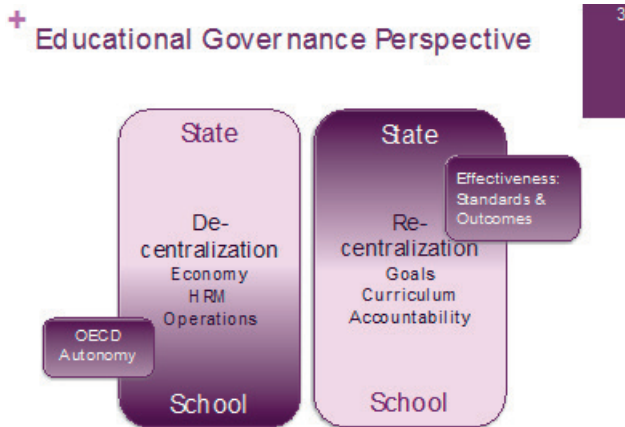 +
Educational Governance Perspective
3
State
De-
centralization
Economy
HRM
Operations
OECD
Autonomy
School
State
Effectiveness:
Standards &
Outcomes
Re-
centralization
Goals
Curriculum
Accountability
School